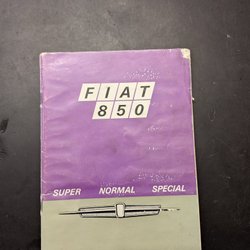 FIAT
850
SUPER NORMAL SPECIAL